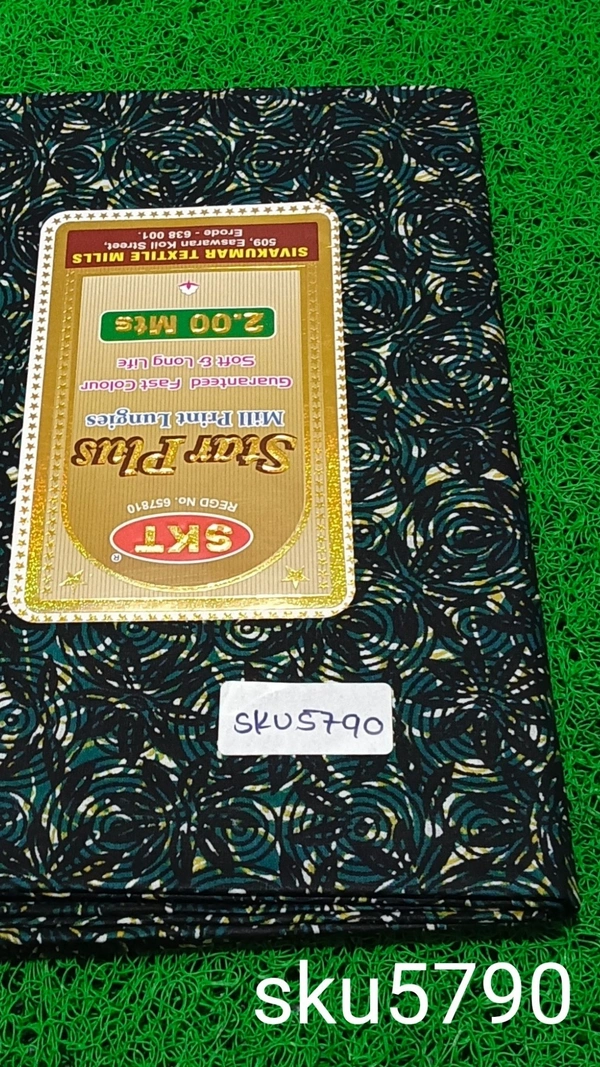 SKT
®
REGD No. 657810
Star Plus
Mill Print Lungies
Guaranteed Fast Colour
Soft & Long Life
2.00 Mts
SIVAKUMAR TEXTILE MILLS
509, Easwaran Koil Street,
Erode - 638 001.
SKU5790
sku5790